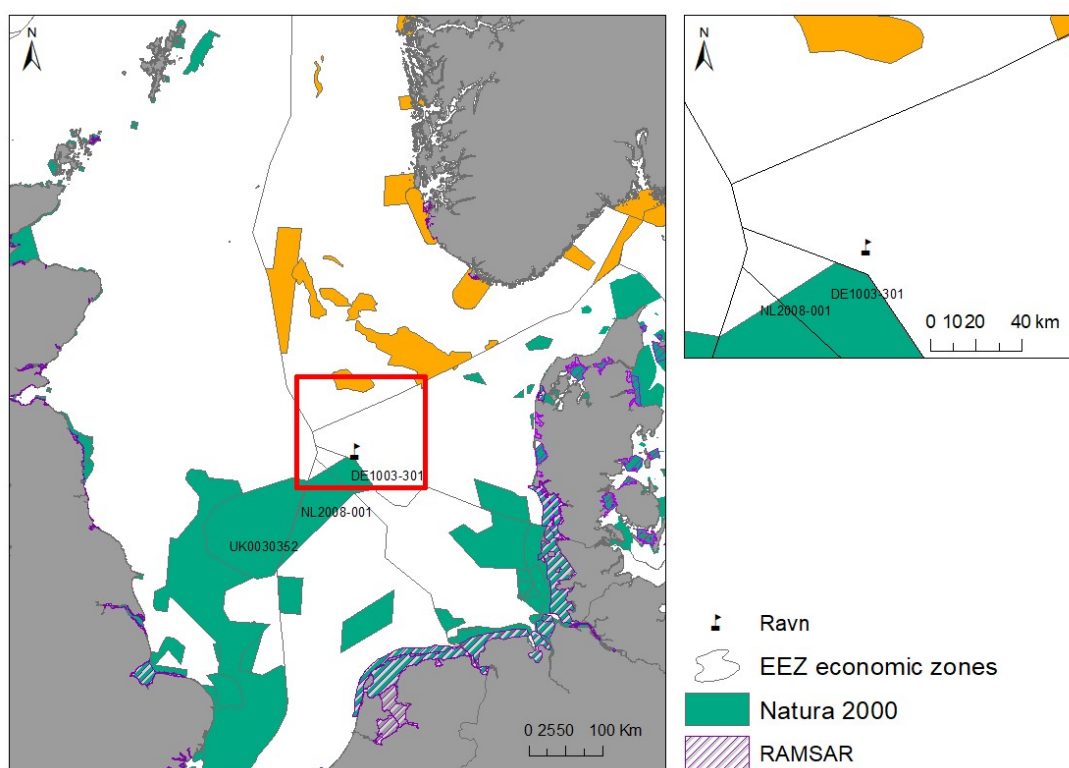 N
DE1003-301
NL2008-001
UK0030352
0 2550 100 Km
N
DE1003-301
NL2008-001
0 1020 40 km
Ravn
EEZ economic zones
Natura 2000
RAMSAR